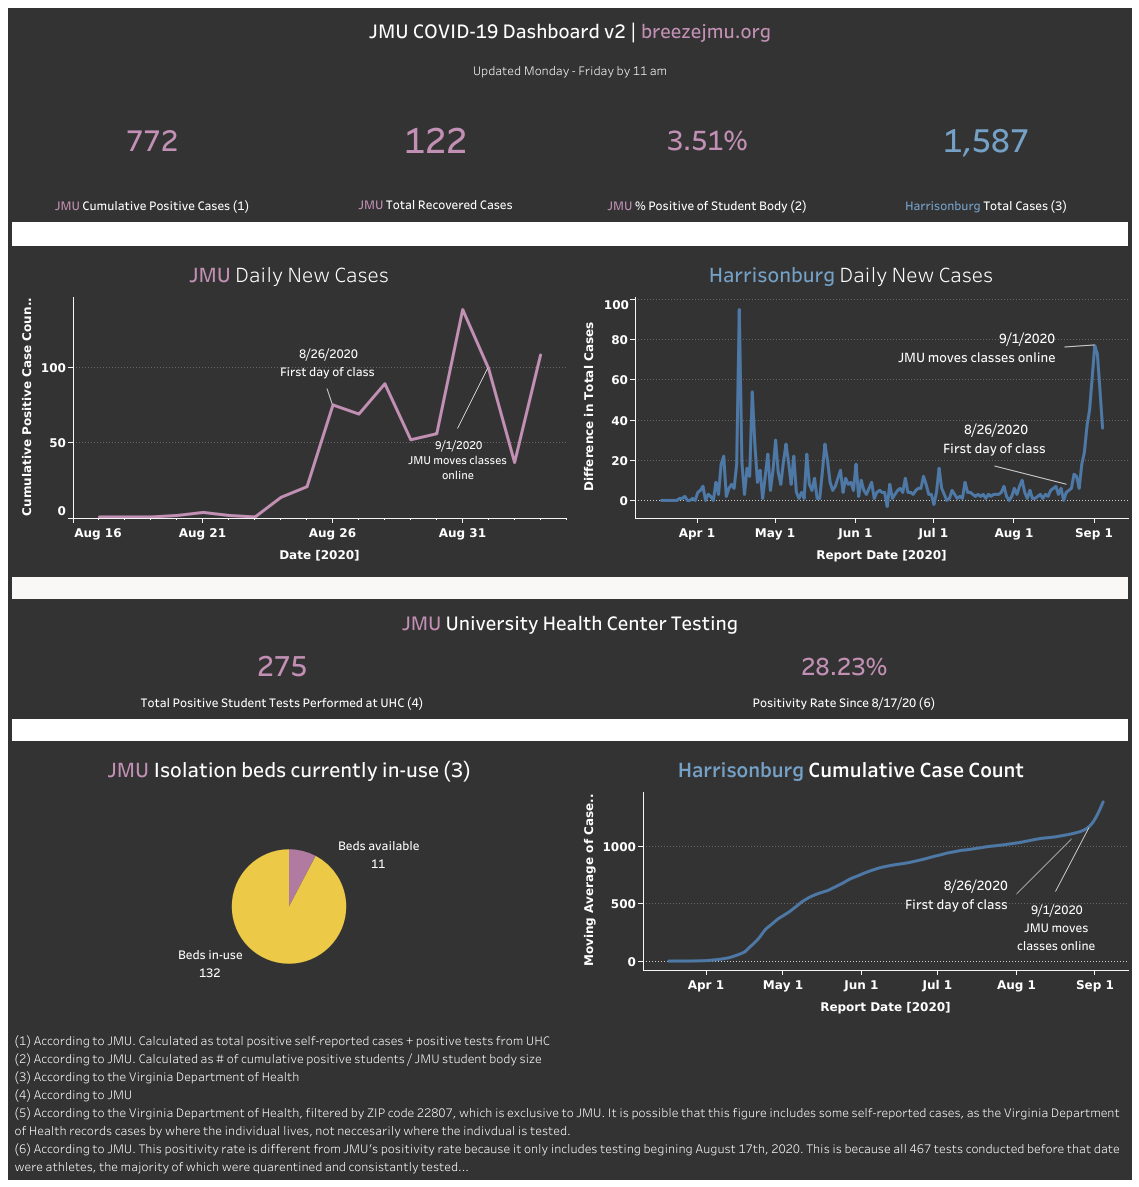 JMU COVID-19 Dashboard v2 | breezejmu.org
Updated Monday - Friday by 11 am
772
122
3.51%
1,587
JMU Cumulative Positive Cases (1)
JMU Total Recovered Cases
JMU % Positive of Student Body (2)
Harrisonburg Total Cases (3)
JMU Daily New Cases
Cumulative Positive Case Coun..
100
50
0
8/26/2020
First day of class
9/1/2020
JMU moves classes
online
Aug 16
Aug 21
Aug 26
Aug 31
Date [2020]
Harrisonburg Daily New Cases
Difference in Total Cases
100
80
60
40
20
0
9/1/2020
JMU moves classes online
8/26/2020
First day of class
Apr 1
May 1
Jun 1
Jul 1
Aug 1
Sep 1
Report Date [2020]
JMU University Health Center Testing
275
28.23%
Total Positive Student Tests Performed at UHC (4)
Positivity Rate Since 8/17/20 (6)
JMU Isolation beds currently in-use (3)
Beds available
11
Beds in-use
132
Harrisonburg Cumulative Case Count
Moving Average of Case..
1000
500
0
8/26/2020
First day of class
9/1/2020
JMU moves
classes online
Apr 1
May 1
Jun 1
Jul 1
Aug 1
Sep 1
Report Date [2020]
(1) According to JMU. Calculated as total positive self-reported cases + positive tests from UHC
(2) According to JMU. Calculated as # of cumulative positive students / JMU student body size
(3) According to the Virginia Department of Health
(4) According to JMU
(5) According to the Virginia Department of Health, filtered by ZIP code 22807, which is exclusive to JMU. It is possible that this figure includes some self-reported cases, as the Virginia Department
of Health records cases by where the individual lives, not neccesarily where the indivdual is tested.
(6) According to JMU. This positivity rate is different from JMU's positivity rate because it only includes testing begining August 17th, 2020. This is because all 467 tests conducted before that date
were athletes, the majority of which were quarentined and consistantly tested...